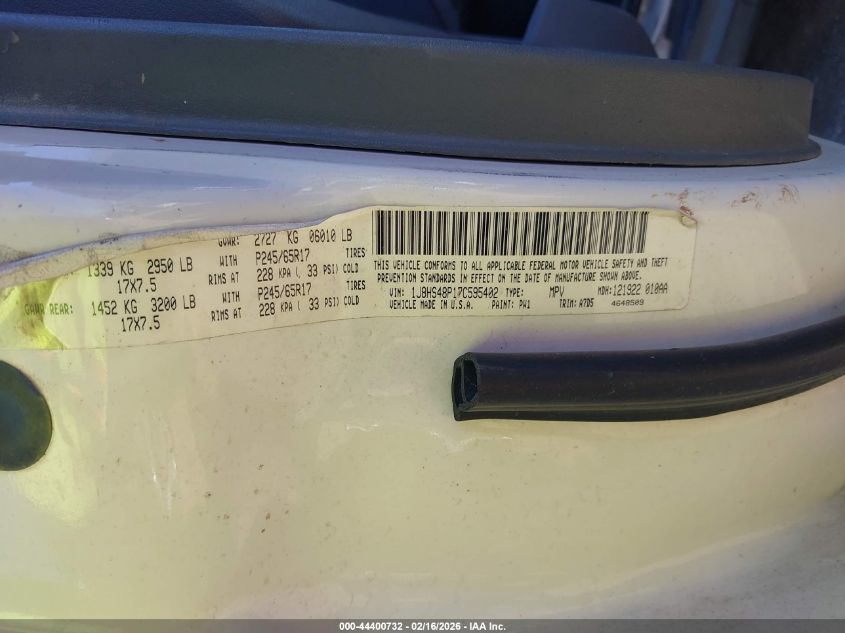 GVWR: 2727 KG 06010 LB
1339 KG 2950 LB WITH P245/65R17 TIRES
17X7.5 RIMS AT 228 KPA ( 33 PSI) COLD
GAWR REAR: 1452 KG 3200 LB WITH P245/65R17 TIRES
17X7.5 RIMS AT 228 KPA ( 33 PSI) COLD
THIS VEHICLE CONFORMS TO ALL APPLICABLE FEDERAL MOTOR VEHICLE SAFETY AND THEFT
PREVENTION STANDARDS IN EFFECT ON THE DATE OF MANUFACTURE SHOWN ABOVE.
VIN: 1J8HS48P17C595402 TYPE: MPV MDH: 121922 010AA
VEHICLE MADE IN U.S.A. PAINT: PW1 TRIM: A7D5 4648509
000-44400732 - 02/16/2026 - IAA Inc.